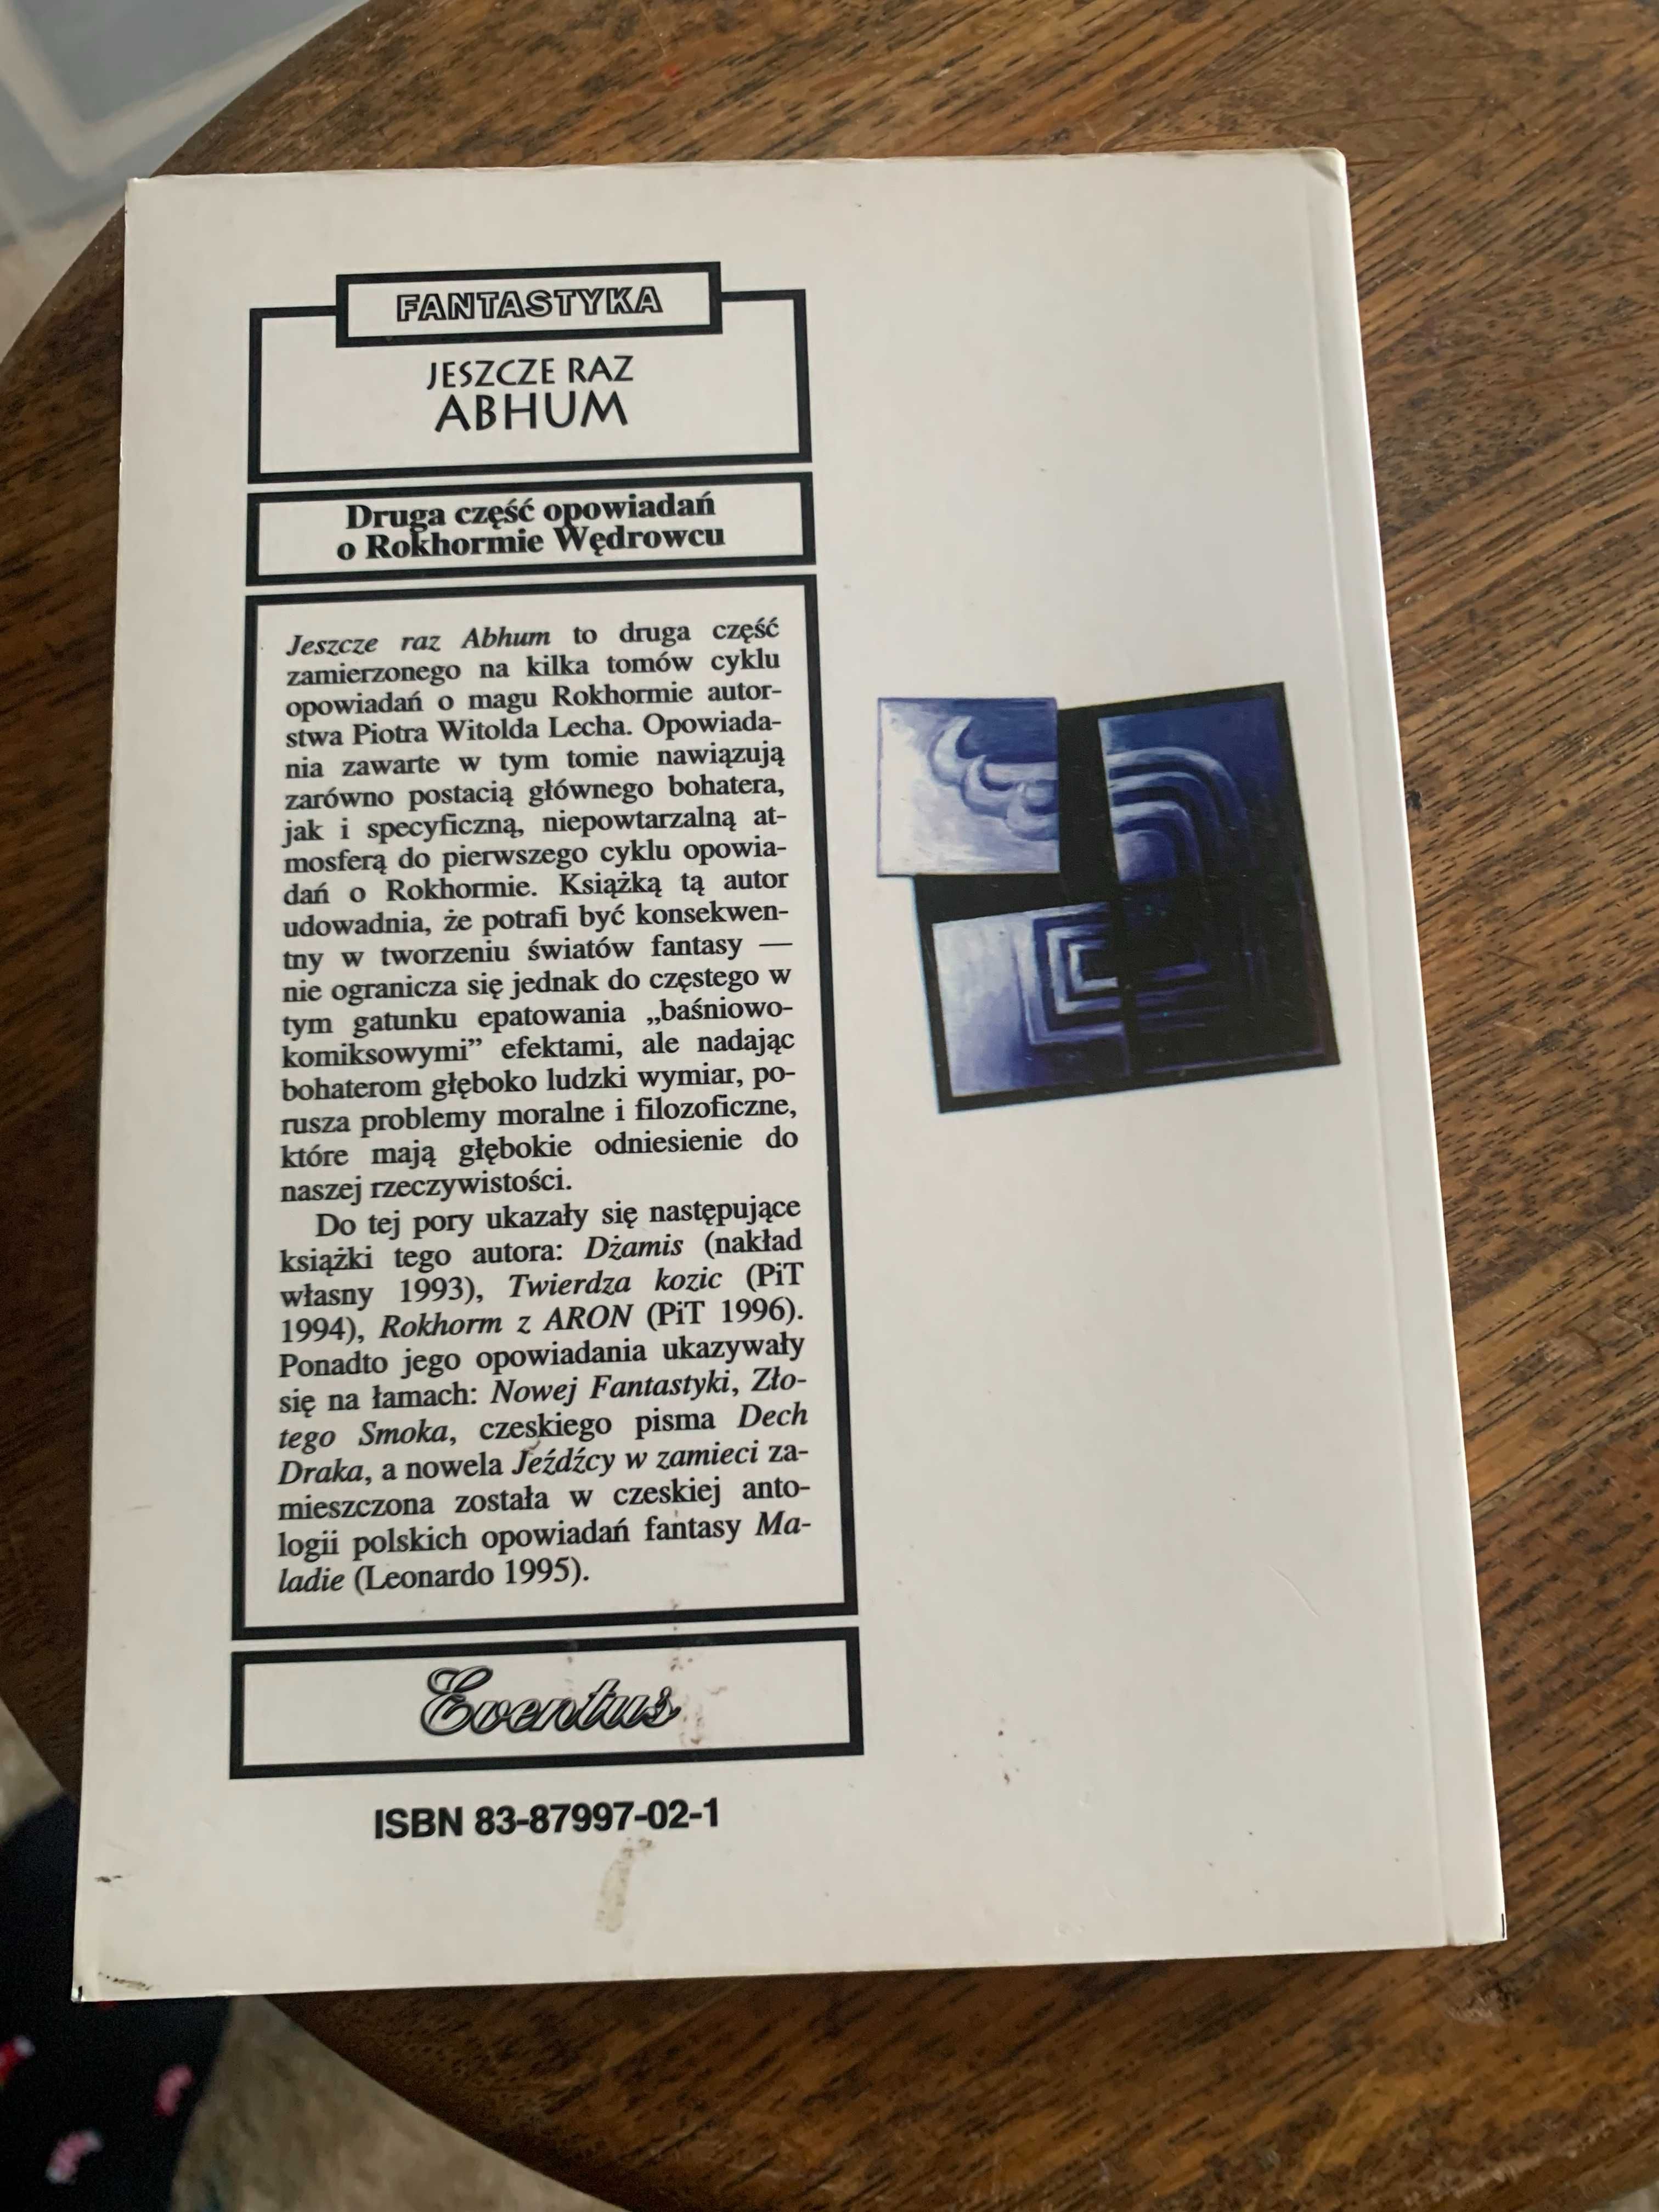 FANTASTYKA
JESZCZE RAZ
ABHUM
Druga część opowiadań
o Rokhormie Wędrowcu
Jeszcze raz Abhum to druga część
zamierzonego na kilka tomów cyklu
opowiadań o magu Rokhormie autor-
stwa Piotra Witolda Lecha. Opowiada-
nia zawarte w tym tomie nawiązują
zarówno postacią głównego bohatera,
jak i specyficzną, niepowtarzalną at-
mosferą do pierwszego cyklu opowia-
dań o Rokhormie. Książką tą autor
udowadnia, że potrafi być konsekwen-
tny w tworzeniu światów fantasy —
nie ogranicza się jednak do częstego w
tym gatunku epatowania „baśniowo-
komiksowymi” efektami, ale nadając
bohaterom głęboko ludzki wymiar, po-
rusza problemy moralne i filozoficzne,
które mają głębokie odniesienie do
naszej rzeczywistości.
Do tej pory ukazały się następujące
książki tego autora: Dżamis (nakład
własny 1993), Twierdza kozic (PiT
1994), Rokhorm z ARON (PiT 1996).
Ponadto jego opowiadania ukazywały
się na łamach: Nowej Fantastyki, Zło-
tego Smoka, czeskiego pisma Dech
Draka, a nowela Jeźdźcy w zamieci za-
mieszczona została w czeskiej anto-
logii polskich opowiadań fantasy Ma-
ladie (Leonardo 1995).
Eventus
ISBN 83-87997-02-1